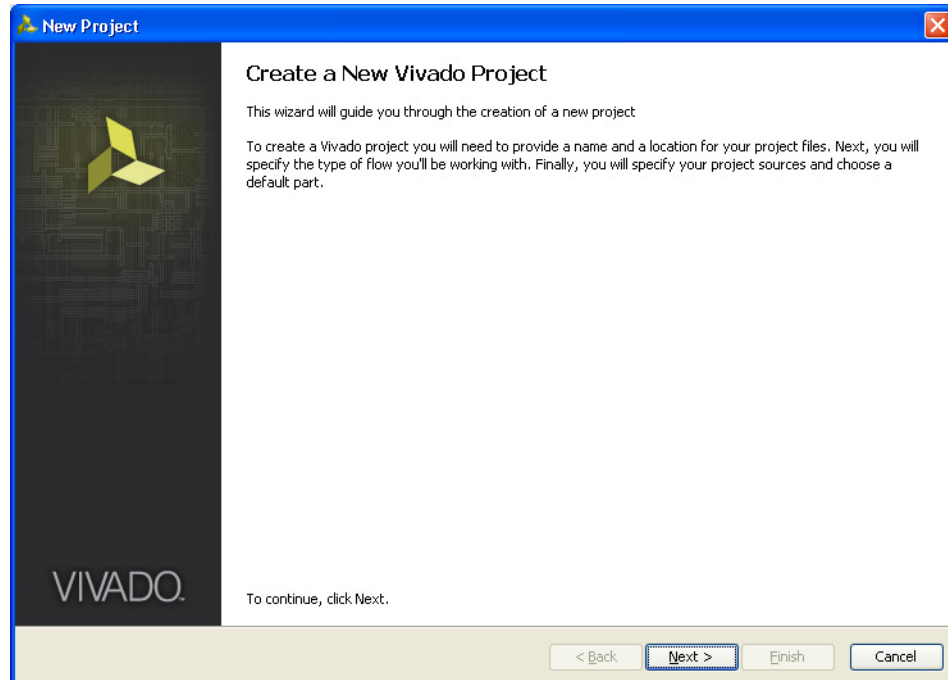 New Project
Create a New Vivado Project
This wizard will guide you through the creation of a new project
To create a Vivado project you will need to provide a name and a location for your project files. Next, you will
specify the type of flow you'll be working with. Finally, you will specify your project sources and choose a
default part.
VIVADO™
To continue, click Next.
< Back Next > Finish Cancel